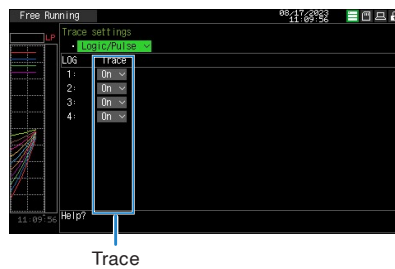 Free Running
08/17/2023
11:09:56
LP
Trace settings
・ Logic/Pulse
LOG Trace
1: On
2: On
3: On
4: On
Help?
11:09:56
Trace